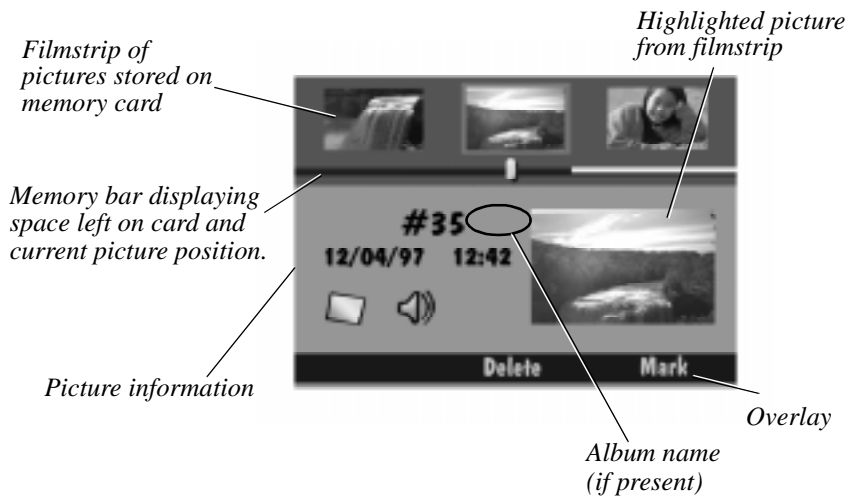 Highlighted picture
from filmstrip
Filmstrip of
pictures stored on
memory card
Memory bar displaying
space left on card and
current picture position.
#35
12/04/97 12:42
Delete Mark
Picture information
Overlay
Album name
(if present)